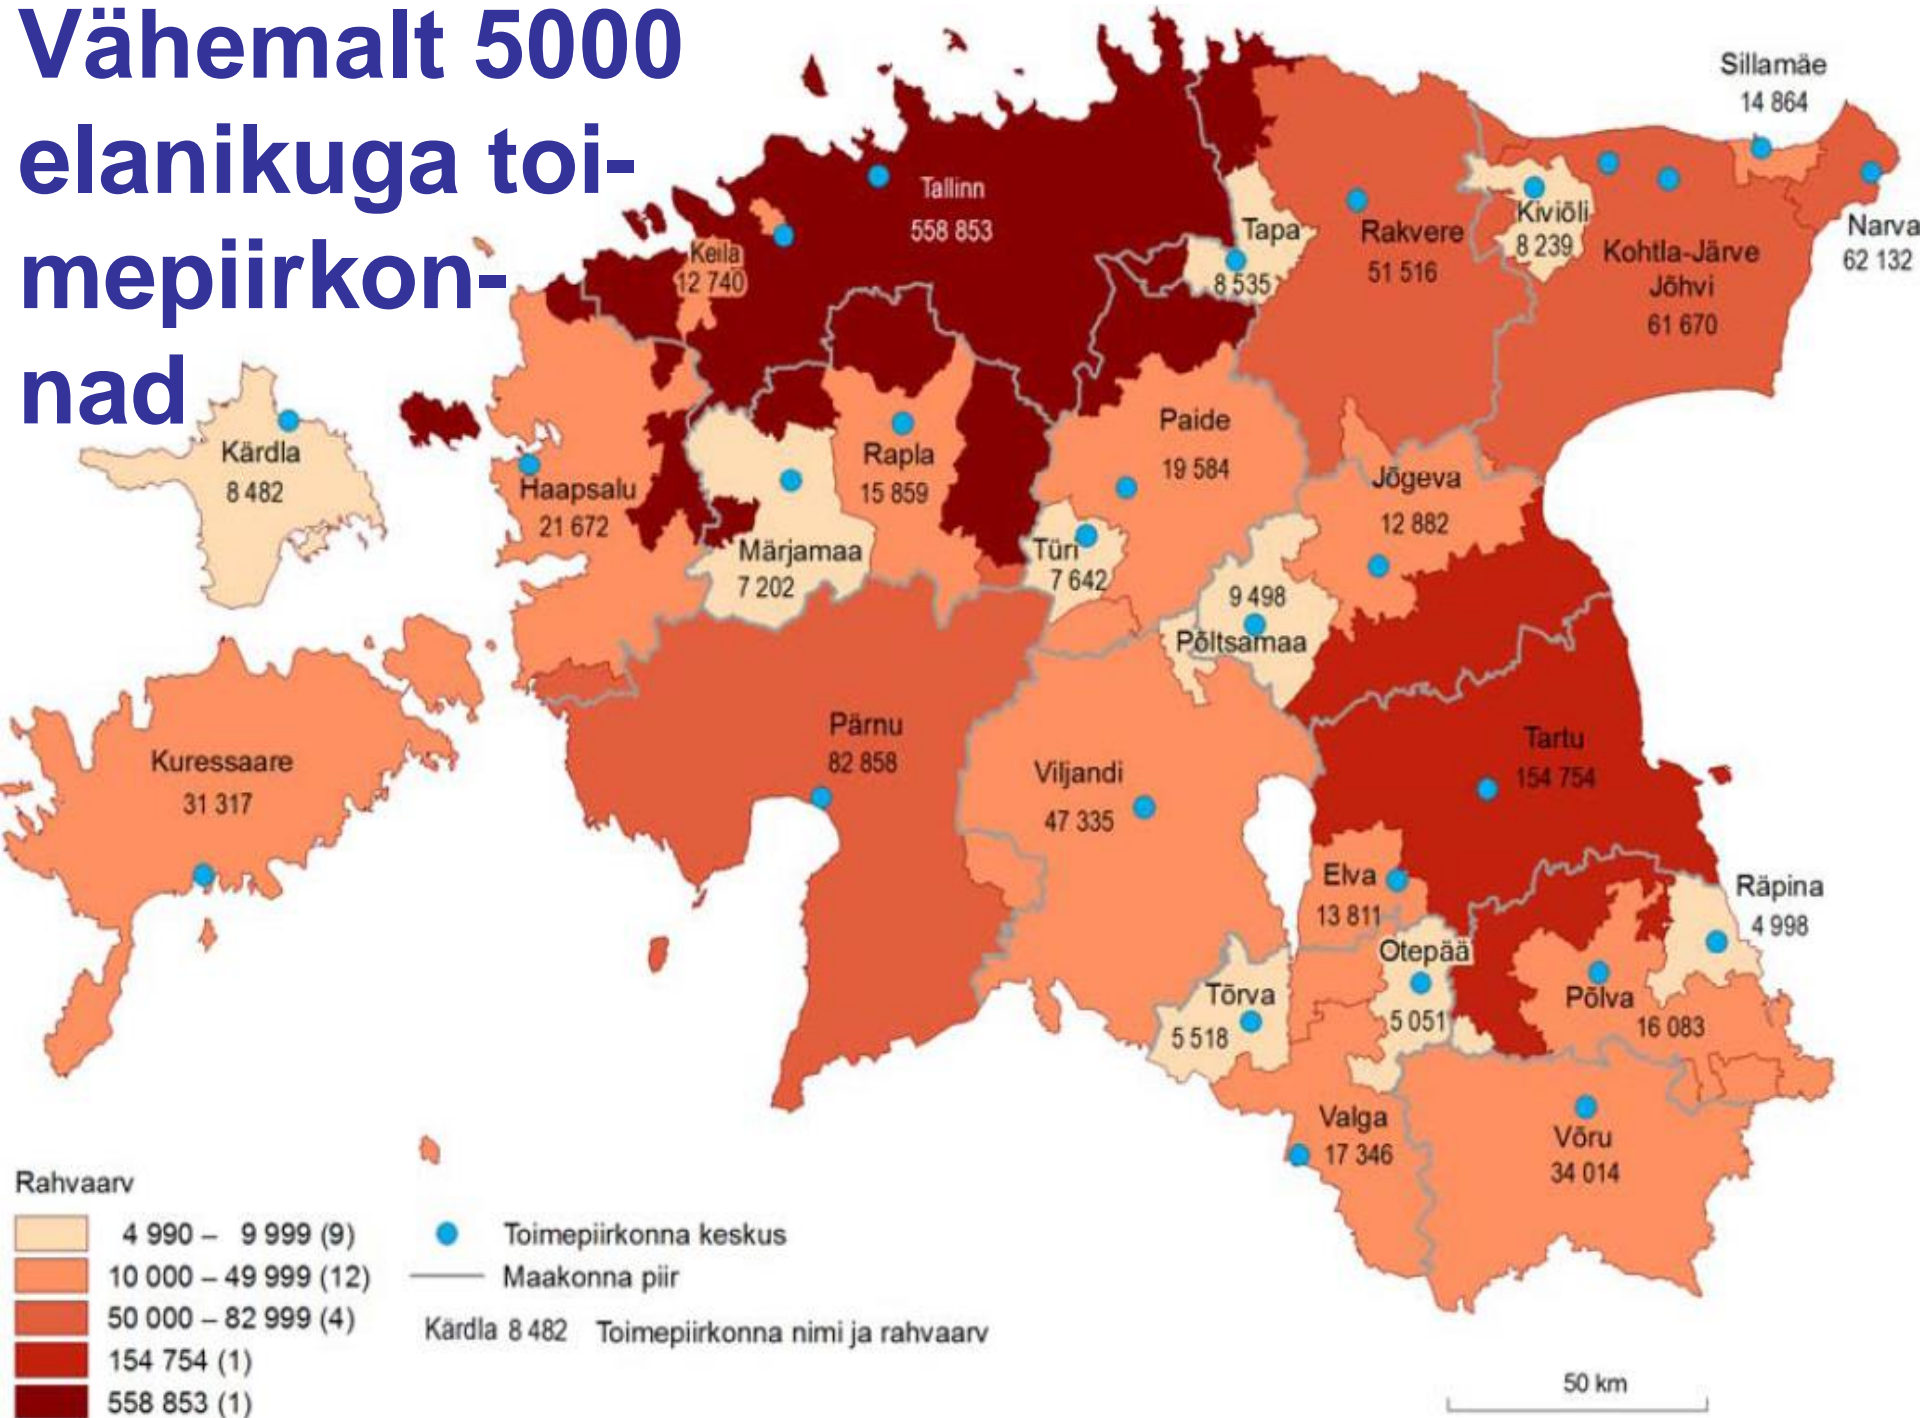 Vähemalt 5000
elanikuga toi-
mepiirkon-
nad
Sillamäe
14 864
Tallinn
558 853
Keila
12 740
Tapa
8 535
Rakvere
51 516
Kiviõli
8 239
Kohtla-Järve
Jõhvi
61 670
Narva
62 132
Kärdla
8 482
Haapsalu
21 672
Märjamaa
7 202
Rapla
15 859
Paide
19 584
Türi
7 642
Jõgeva
12 882
9 498
Põltsamaa
Kuressaare
31 317
Pärnu
82 858
Viljandi
47 335
Tartu
154 754
Elva
13 811
Räpina
4 998
Otepää
5 051
Tõrva
5 518
Põlva
16 083
Valga
17 346
Võru
34 014
Rahvaarv
4 990 – 9 999 (9)
10 000 – 49 999 (12)
50 000 – 82 999 (4)
154 754 (1)
558 853 (1)
Toimepiirkonna keskus
Maakonna piir
Kärdla 8 482 Toimepiirkonna nimi ja rahvaarv
50 km